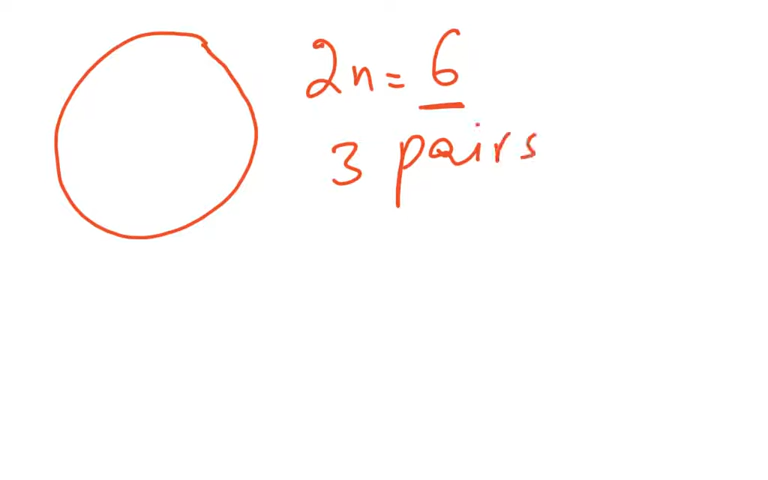 2n = 6
3 pairs